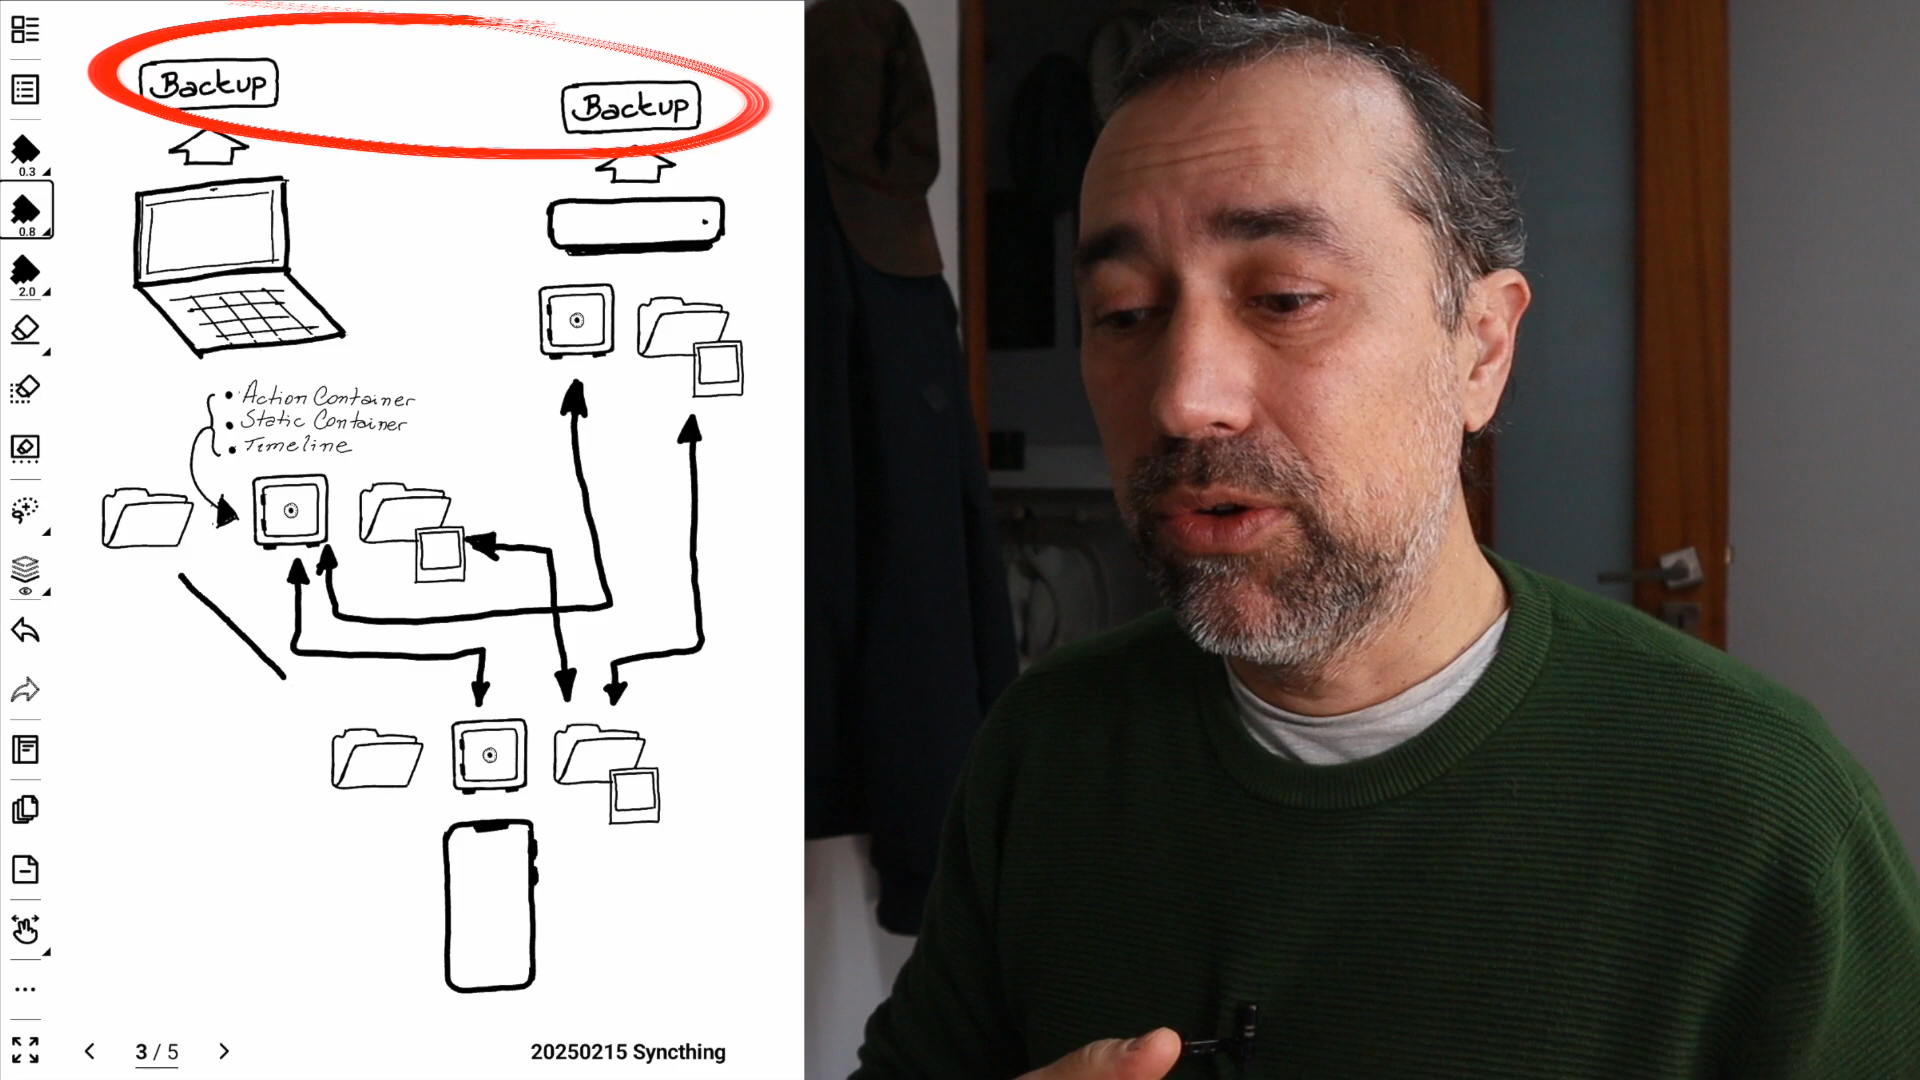 Backup
Backup
0.3
0.8
2.0
Action Container
Static Container
Timeline
3 / 5
20250215 Syncthing